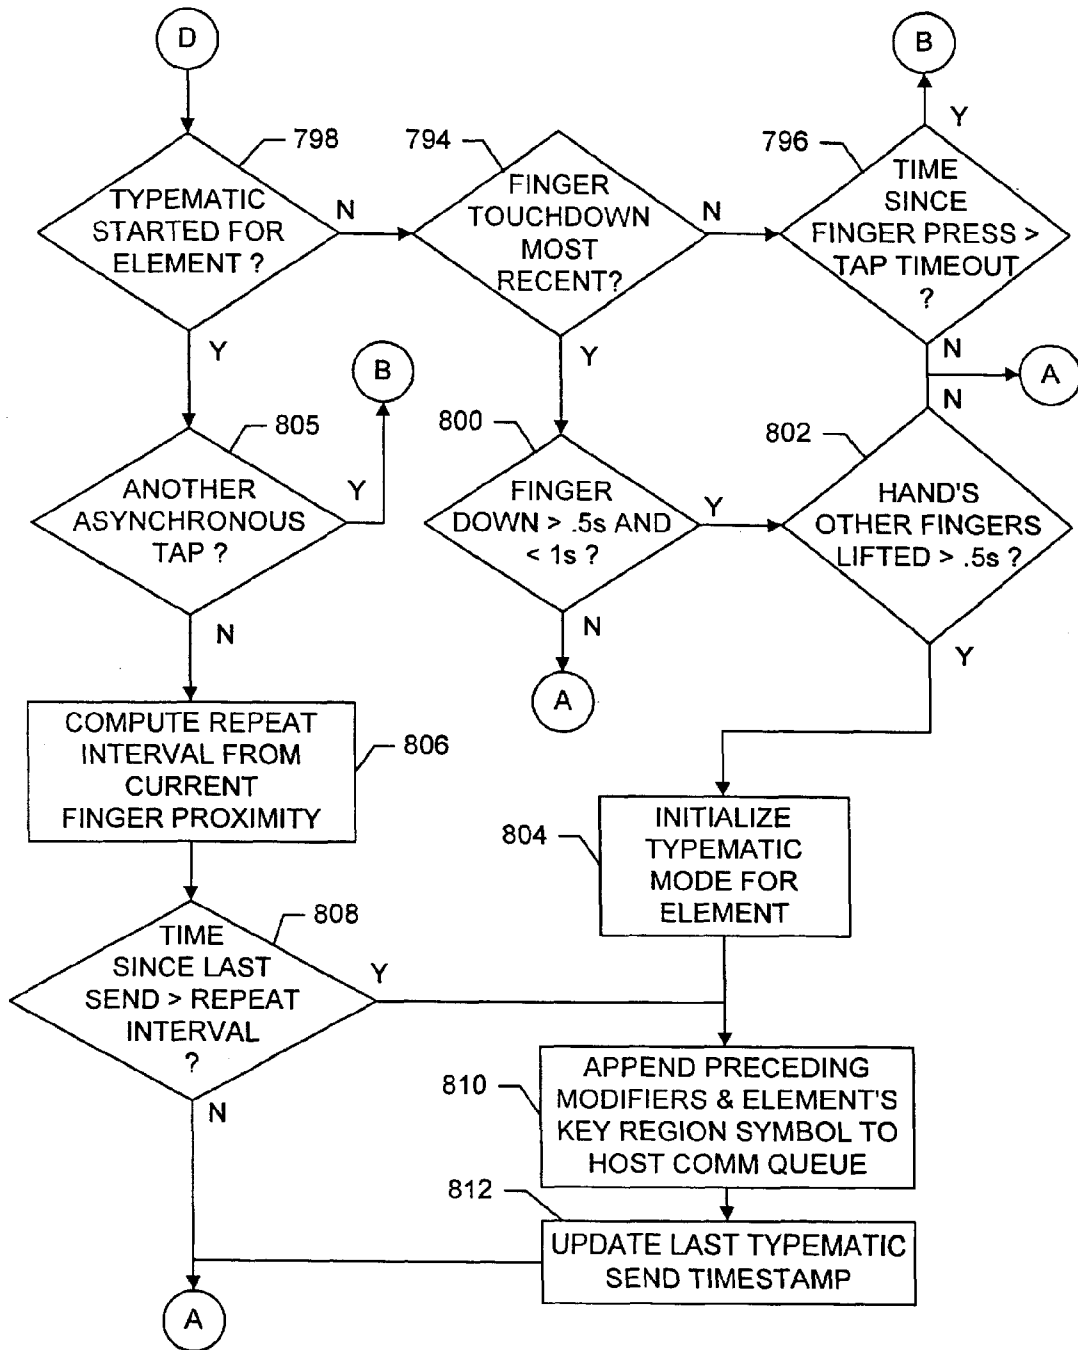 D
B
798
794
796
TYPEMATIC
STARTED FOR
ELEMENT ?
N
FINGER
TOUCHDOWN
MOST
RECENT?
N
Y
TIME
SINCE
FINGER PRESS >
TAP TIMEOUT
?
Y
B
Y
N
A
N
805
800
802
ANOTHER
ASYNCHRONOUS
TAP ?
Y
FINGER
DOWN > .5s AND
< 1s ?
Y
HAND'S
OTHER FINGERS
LIFTED > .5s ?
N
N
Y
A
COMPUTE REPEAT
INTERVAL FROM
CURRENT
FINGER PROXIMITY
806
804
INITIALIZE
TYPEMATIC
MODE FOR
ELEMENT
808
TIME
SINCE LAST
SEND > REPEAT
INTERVAL
?
Y
N
810
APPEND PRECEDING
MODIFIERS & ELEMENT'S
KEY REGION SYMBOL TO
HOST COMM QUEUE
812
UPDATE LAST TYPEMATIC
SEND TIMESTAMP
A